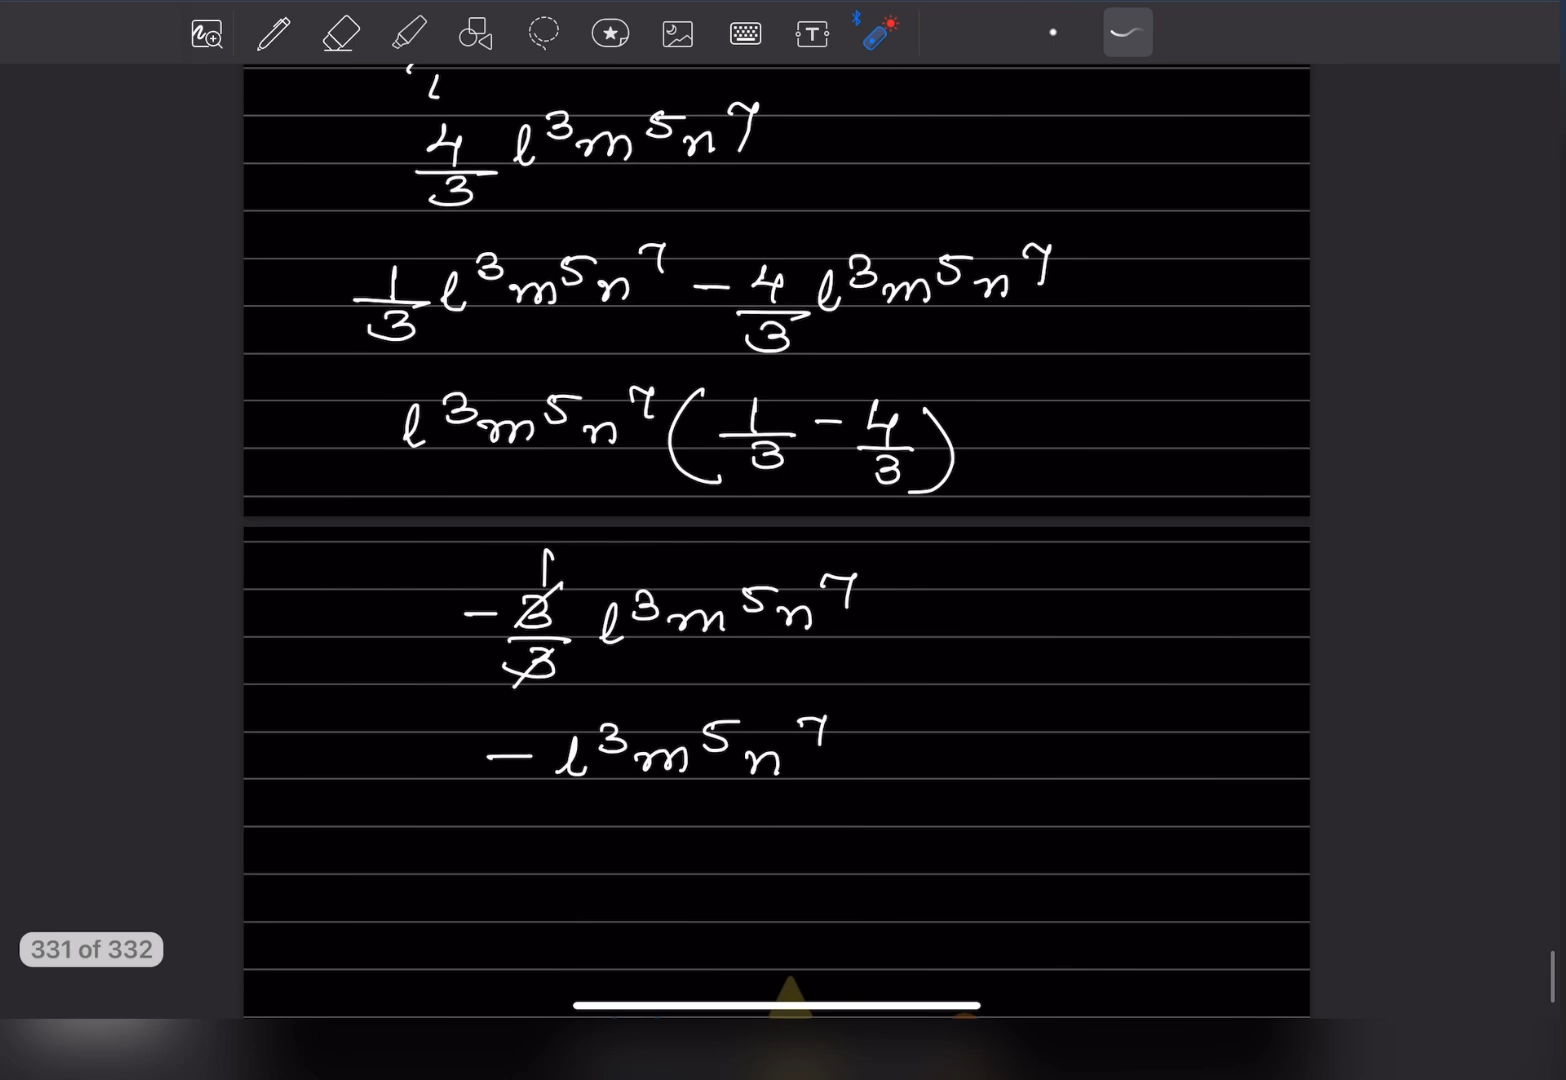 4/3 l³m⁵n⁷
1/3 l³m⁵n⁷ - 4/3 l³m⁵n⁷
l³m⁵n⁷ (1/3 - 4/3)
1
- 3/3 l³m⁵n⁷
- l³m⁵n⁷
331 of 332